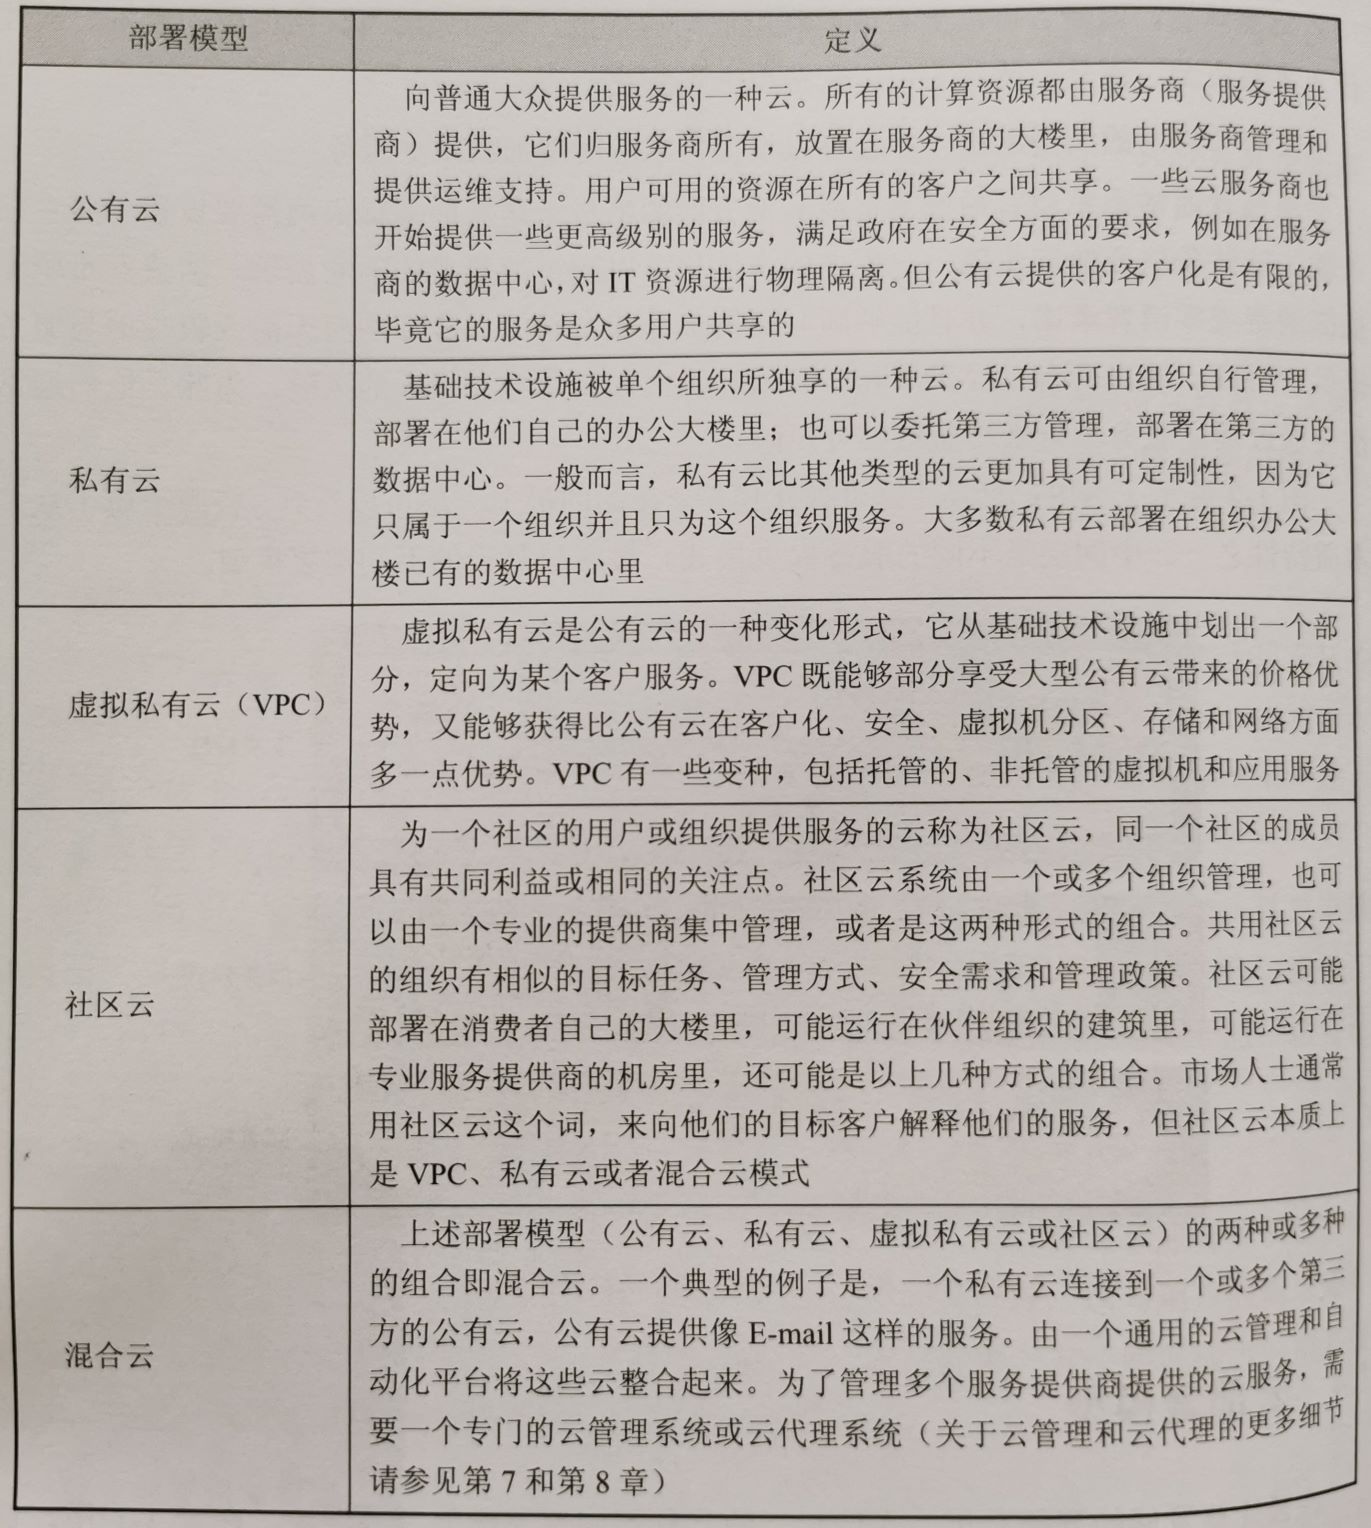 部署模型
定义
公有云
向普通大众提供服务的一种云。所有的计算资源都由服务商（服务提供
商）提供，它们归服务商所有，放置在服务商的大楼里，由服务商管理和
提供运维支持。用户可用的资源在所有的客户之间共享。一些云服务商也
开始提供一些更高级别的服务，满足政府在安全方面的要求，例如在服务
商的数据中心，对 IT 资源进行物理隔离。但公有云提供的客户化是有限的，
毕竟它的服务是众多用户共享的
私有云
基础技术设施被单个组织所独享的一种云。私有云可由组织自行管理，
部署在他们自己的办公大楼里；也可以委托第三方管理，部署在第三方的
数据中心。一般而言，私有云比其他类型的云更加具有可定制性，因为它
只属于一个组织并且只为这个组织服务。大多数私有云部署在组织办公大
楼已有的数据中心里
虚拟私有云（VPC）
虚拟私有云是公有云的一种变化形式，它从基础技术设施中划出一个部
分，定向为某个客户服务。VPC 既能够部分享受大型公有云带来的价格优
势，又能够获得比公有云在客户化、安全、虚拟机分区、存储和网络方面
多一点优势。VPC 有一些变种，包括托管的、非托管的虚拟机和应用服务
社区云
为一个社区的用户或组织提供服务的云称为社区云，同一个社区的成员
具有共同利益或相同的关注点。社区云系统由一个或多个组织管理，也可
以由一个专业的提供商集中管理，或者是这两种形式的组合。共用社区云
的组织有相似的目标任务、管理方式、安全需求和管理政策。社区云可能
部署在消费者自己的大楼里，可能运行在伙伴组织的建筑里，可能运行在
专业服务提供商的机房里，还可能是以上几种方式的组合。市场人士通常
用社区云这个词，来向他们的目标客户解释他们的服务，但社区云本质上
是 VPC、私有云或者混合云模式
混合云
上述部署模型（公有云、私有云、虚拟私有云或社区云）的两种或多种
的组合即混合云。一个典型的例子是，一个私有云连接到一个或多个第三
方的公有云，公有云提供像 E-mail 这样的服务。由一个通用的云管理和自
动化平台将这些云整合起来。为了管理多个服务提供商提供的云服务，需
要一个专门的云管理系统或云代理系统（关于云管理和云代理的更多细节
请参见第 7 和第 8 章）